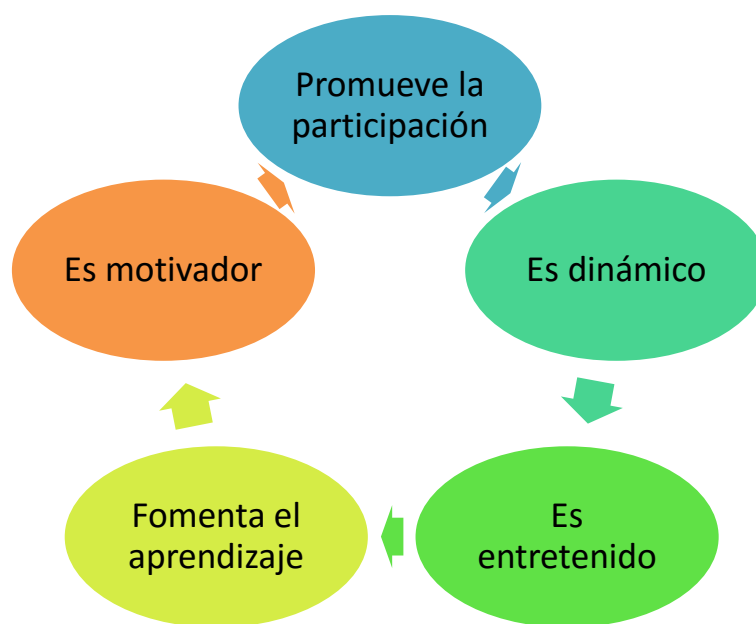 Promueve la
participación
Es dinámico
Es
entretenido
Fomenta el
aprendizaje
Es motivador